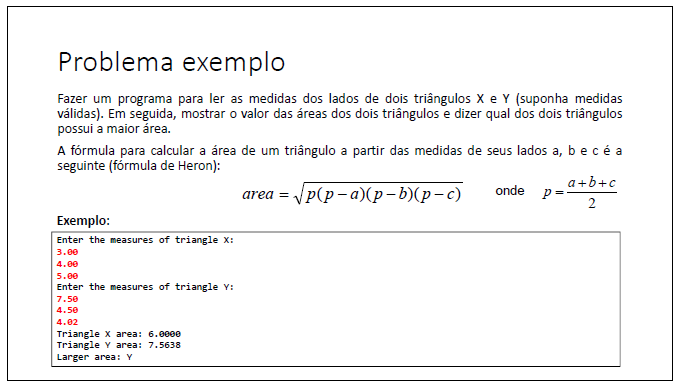 Problema exemplo
Fazer um programa para ler as medidas dos lados de dois triângulos X e Y (suponha medidas
válidas). Em seguida, mostrar o valor das áreas dos dois triângulos e dizer qual dos dois triângulos
possui a maior área.
A fórmula para calcular a área de um triângulo a partir das medidas de seus lados a, b e c é a
seguinte (fórmula de Heron):
area = √(p(p−a)(p−b)(p−c)) onde p = (a+b+c)/2
Exemplo:
Enter the measures of triangle X:
3.00
4.00
5.00
Enter the measures of triangle Y:
7.50
4.50
4.02
Triangle X area: 6.0000
Triangle Y area: 7.5638
Larger area: Y